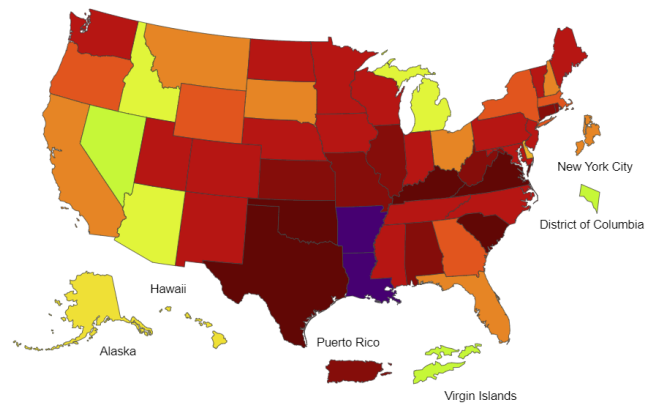 New York City
District of Columbia
Hawaii
Puerto Rico
Alaska
Virgin Islands